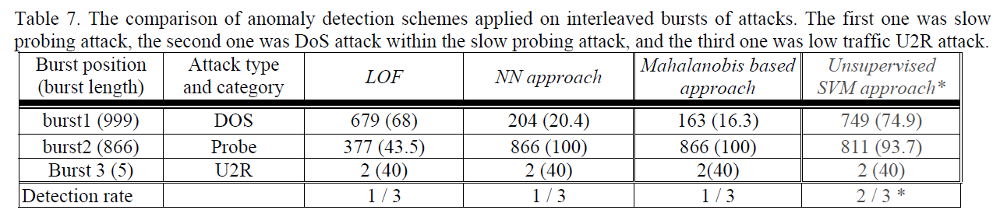 Table 7. The comparison of anomaly detection schemes applied on interleaved bursts of attacks. The first one was slow
probing attack, the second one was DoS attack within the slow probing attack, and the third one was low traffic U2R attack.
Burst position (burst length) Attack type and category LOF NN approach Mahalanobis based approach Unsupervised SVM approach*
burst1 (999) DOS 679 (68) 204 (20.4) 163 (16.3) 749 (74.9)
burst2 (866) Probe 377 (43.5) 866 (100) 866 (100) 811 (93.7)
Burst 3 (5) U2R 2 (40) 2 (40) 2(40) 2 (40)
Detection rate 1 / 3 1 / 3 1 / 3 2 / 3 *